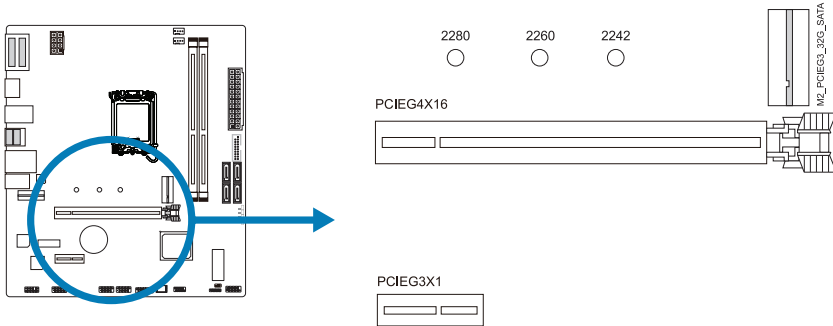 2280 2260 2242
M2_PCIEG3_32G_SATA
PCIEG4X16
PCIEG3X1